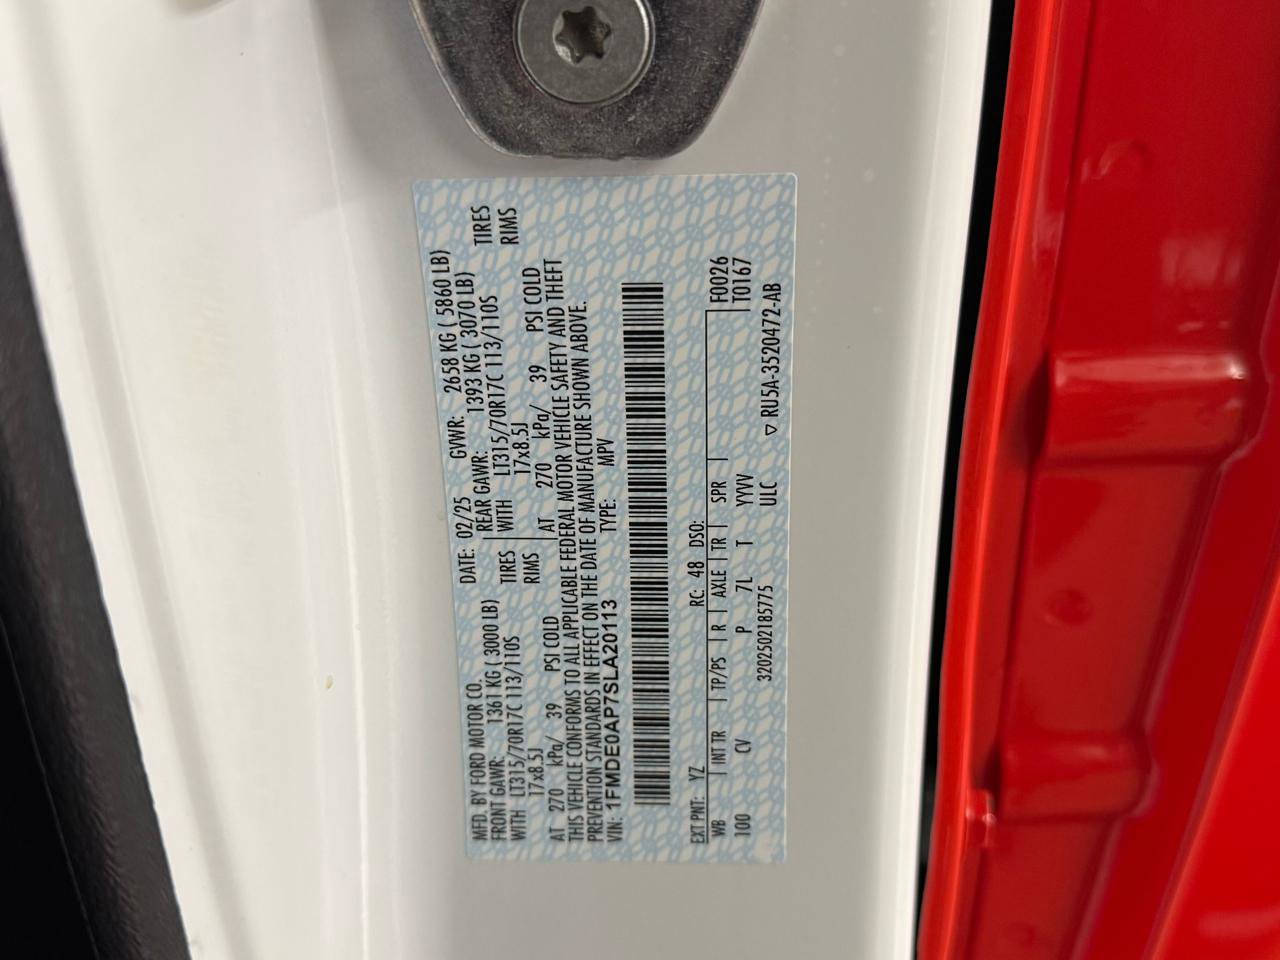 MFD. BY FORD MOTOR CO.
DATE: 02/25 GVWR: 2658 KG ( 5860 LB)
FRONT GAWR: 1361 KG ( 3000 LB) REAR GAWR: 1393 KG ( 3070 LB)
WITH LT315/70R17C 113/110S TIRES WITH LT315/70R17C 113/110S TIRES
17x8.5J RIMS 17x8.5J RIMS
AT 270 kPa/ 39 PSI COLD AT 270 kPa/ 39 PSI COLD
THIS VEHICLE CONFORMS TO ALL APPLICABLE FEDERAL MOTOR VEHICLE SAFETY AND THEFT
PREVENTION STANDARDS IN EFFECT ON THE DATE OF MANUFACTURE SHOWN ABOVE.
VIN: 1FMDE0AP7SLA20113 TYPE: MPV
EXT PNT: YZ RC: 48 DSO:
WB INT TR TP/PS R AXLE TR SPR F0026
100 CV P 7L T YYW T0167
3202502185775 ULC ▽ RU5A-3520472-AB